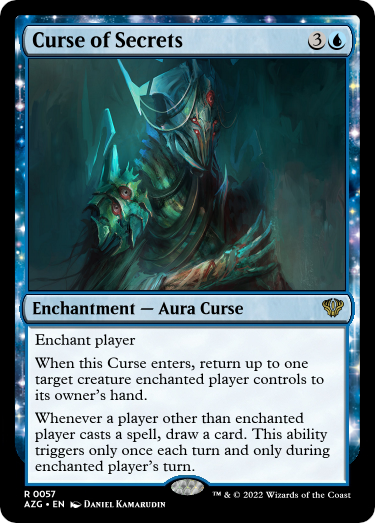 Curse of Secrets 3
Enchantment — Aura Curse
Enchant player
When this Curse enters, return up to one
target creature enchanted player controls to
its owner's hand.
Whenever a player other than enchanted
player casts a spell, draw a card. This ability
triggers only once each turn and only during
enchanted player's turn.
R 0057
AZG • EN Daniel Kamarudin
™ & © 2022 Wizards of the Coast